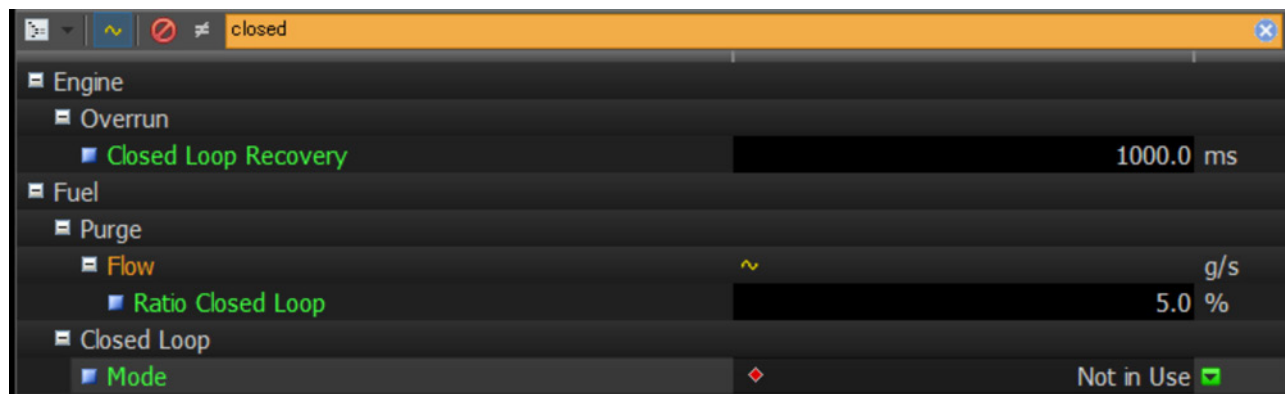 closed
Engine
Overrun
Closed Loop Recovery 1000.0 ms
Fuel
Purge
Flow g/s
Ratio Closed Loop 5.0 %
Closed Loop
Mode Not in Use